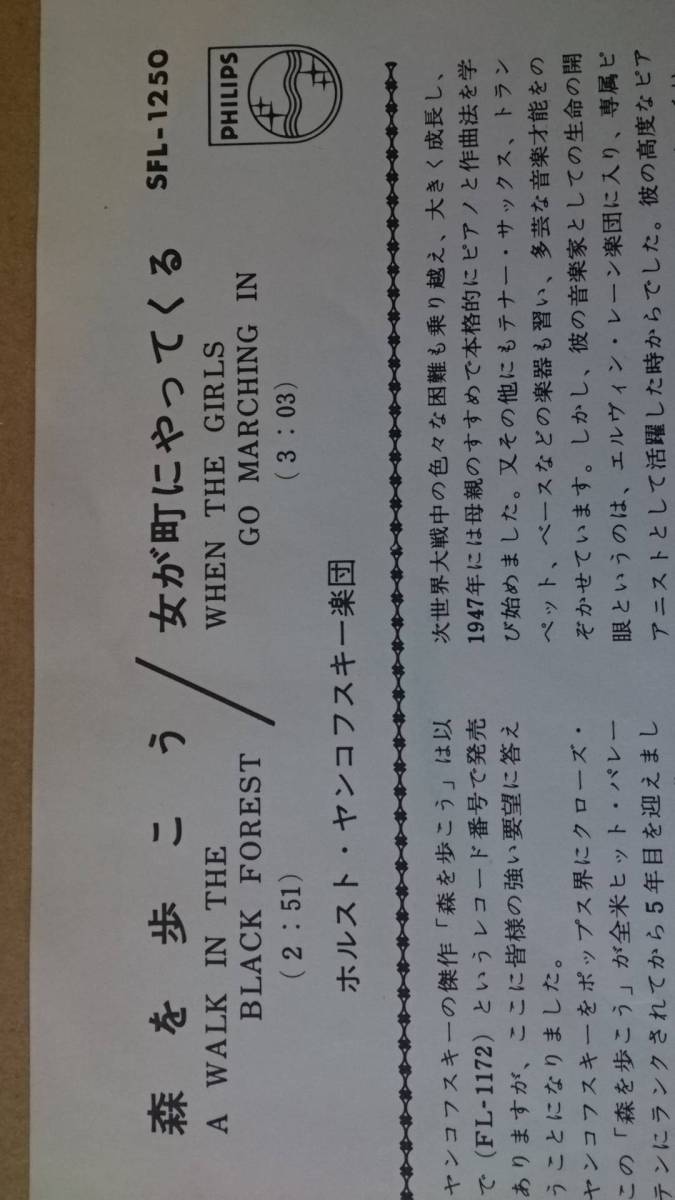 森を歩こう／女が町にやってくる SFL-1250
A WALK IN THE
BLACK FOREST
(2：51)
WHEN THE GIRLS
GO MARCHING IN
(3：03)
PHILIPS
ホルスト・ヤンコフスキー楽団
ヤンコフスキーの傑作「森を歩こう」は以
で（FL-1172）というレコード番号で発売
ありますが、ここに皆様の強い要望に答え
うことになりました。
ヤンコフスキーをポップス界にクローズ・
この「森を歩こう」が全米ヒット・パレー
テンにランクされてから5年目を迎えまし
次世界大戦中の色々な困難も乗り越え、大きく成長し、
1947年には母親のすすめで本格的にピアノと作曲法を学
び始めました。又その他にもテナー・サックス、トラン
ペット、ベースなどの楽器も習い、多芸な音楽才能をの
ぞかせています。しかし、彼の音楽家としての生命の開
眼というのは、エルヴィン・レーン楽団に入り、専属ピ
アニストとして活躍した時からでした。彼の高度なピア